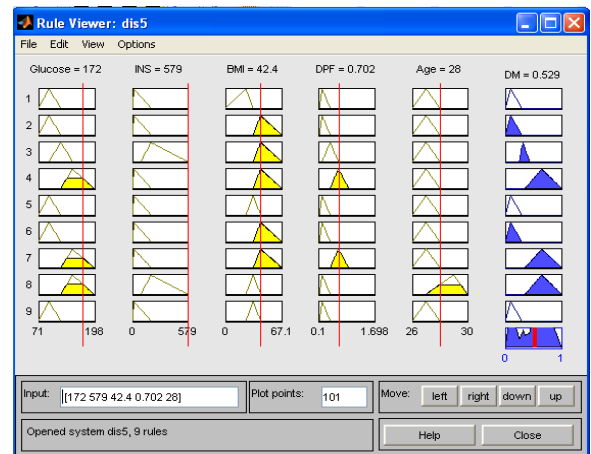 Rule Viewer: dis5
File Edit View Options
Glucose = 172 INS = 579 BMI = 42.4 DPF = 0.702 Age = 28 DM = 0.529
1
2
3
4
5
6
7
8
9
71 198 0 579 0 67.1 0.1 1.698 26 30
0 1
Input: [172 579 42.4 0.702 28] Plot points: 101 Move: left right down up
Opened system dis5, 9 rules Help Close